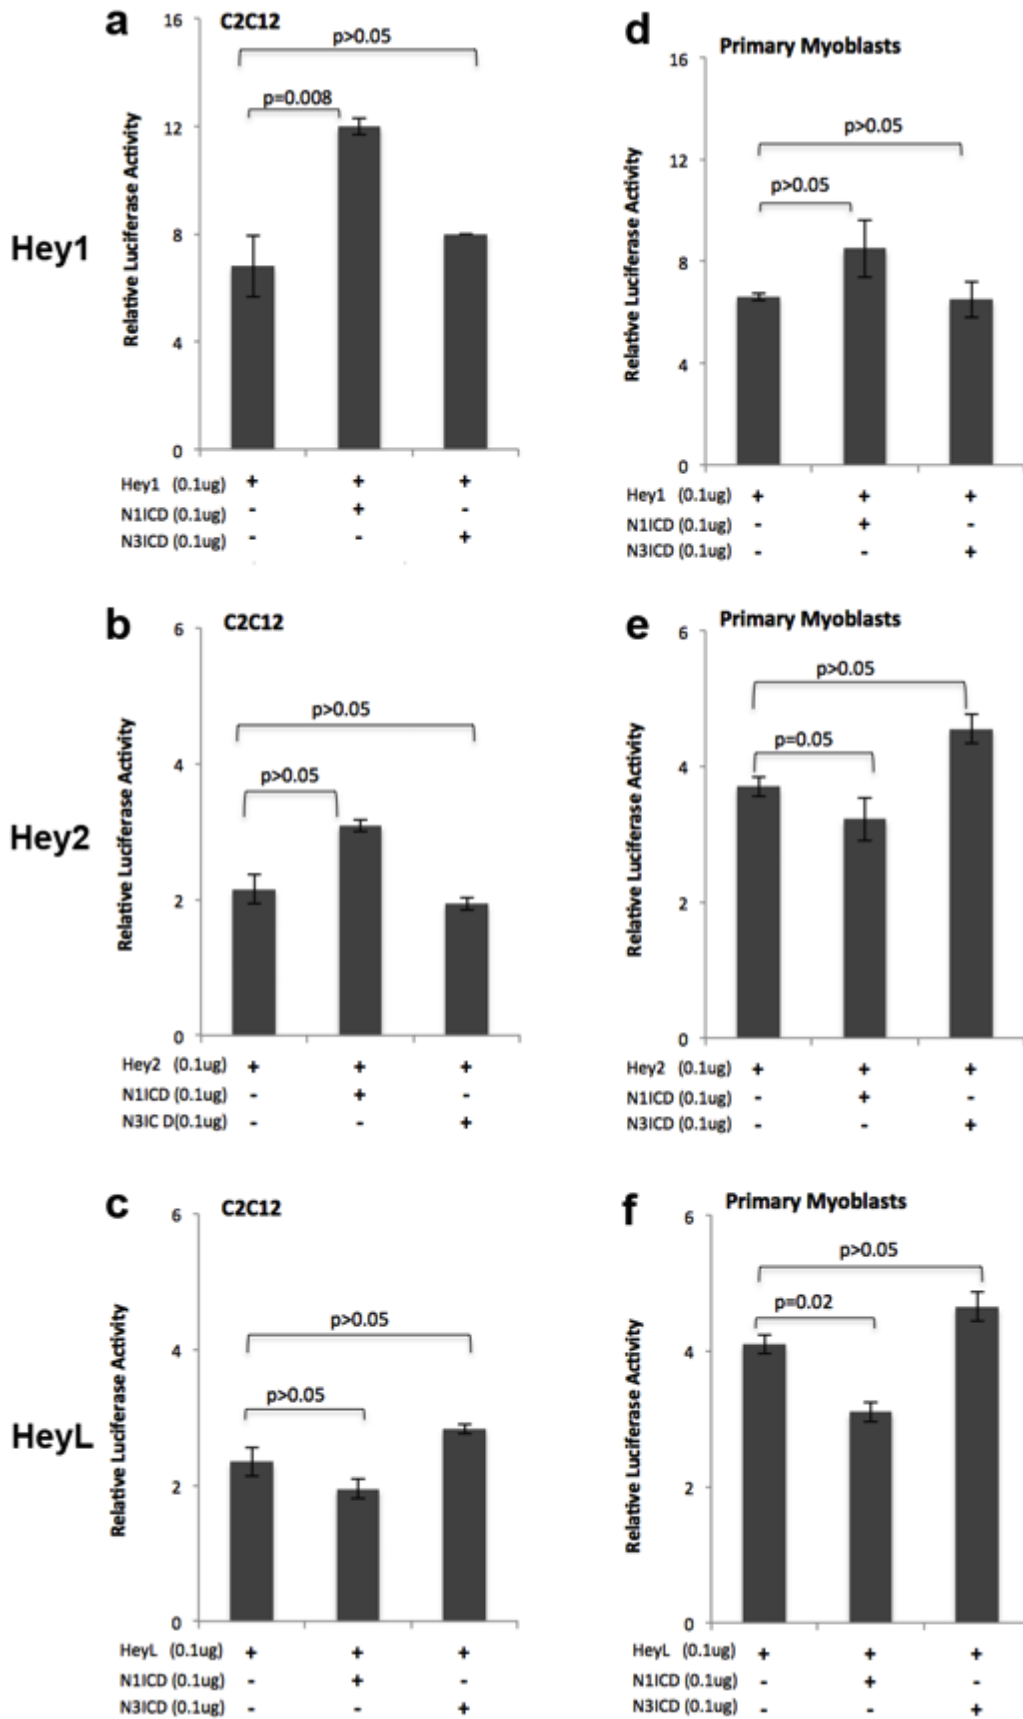 a C2C12
16
p>0.05
p=0.008
12
8
4
0
Relative Luciferase Activity
Hey1
Hey1 (0.1ug) + + +
N1ICD (0.1ug) - + -
N3ICD (0.1ug) - - +
d Primary Myoblasts
16
p>0.05
p>0.05
12
8
4
0
Relative Luciferase Activity
Hey1 (0.1ug) + + +
N1ICD (0.1ug) - + -
N3ICD (0.1ug) - - +
b C2C12
6
p>0.05
p>0.05
4
2
0
Relative Luciferase Activity
Hey2
Hey2 (0.1ug) + + +
N1ICD (0.1ug) - + -
N3IC D(0.1ug) - - +
e Primary Myoblasts
6
p>0.05
p=0.05
4
2
0
Relative Luciferase Activity
Hey2 (0.1ug) + + +
N1ICD (0.1ug) - + -
N3ICD (0.1ug) - - +
c C2C12
6
p>0.05
p>0.05
4
2
0
Relative Luciferase Activity
HeyL
HeyL (0.1ug) + + +
N1ICD (0.1ug) - + -
N3ICD (0.1ug) - - +
f Primary Myoblasts
6
p>0.05
p=0.02
4
2
0
Relative Luciferase Activity
HeyL (0.1ug) + + +
N1ICD (0.1ug) - + -
N3ICD (0.1ug) - - +